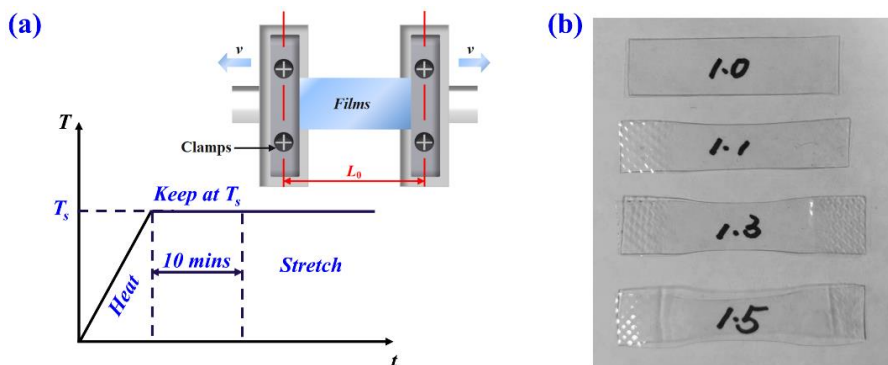 (a)
v
v
Films
Clamps
L₀
T
Tₛ
Keep at Tₛ
10 mins
Heat
Stretch
t
(b)
1.0
1.1
1.3
1.5